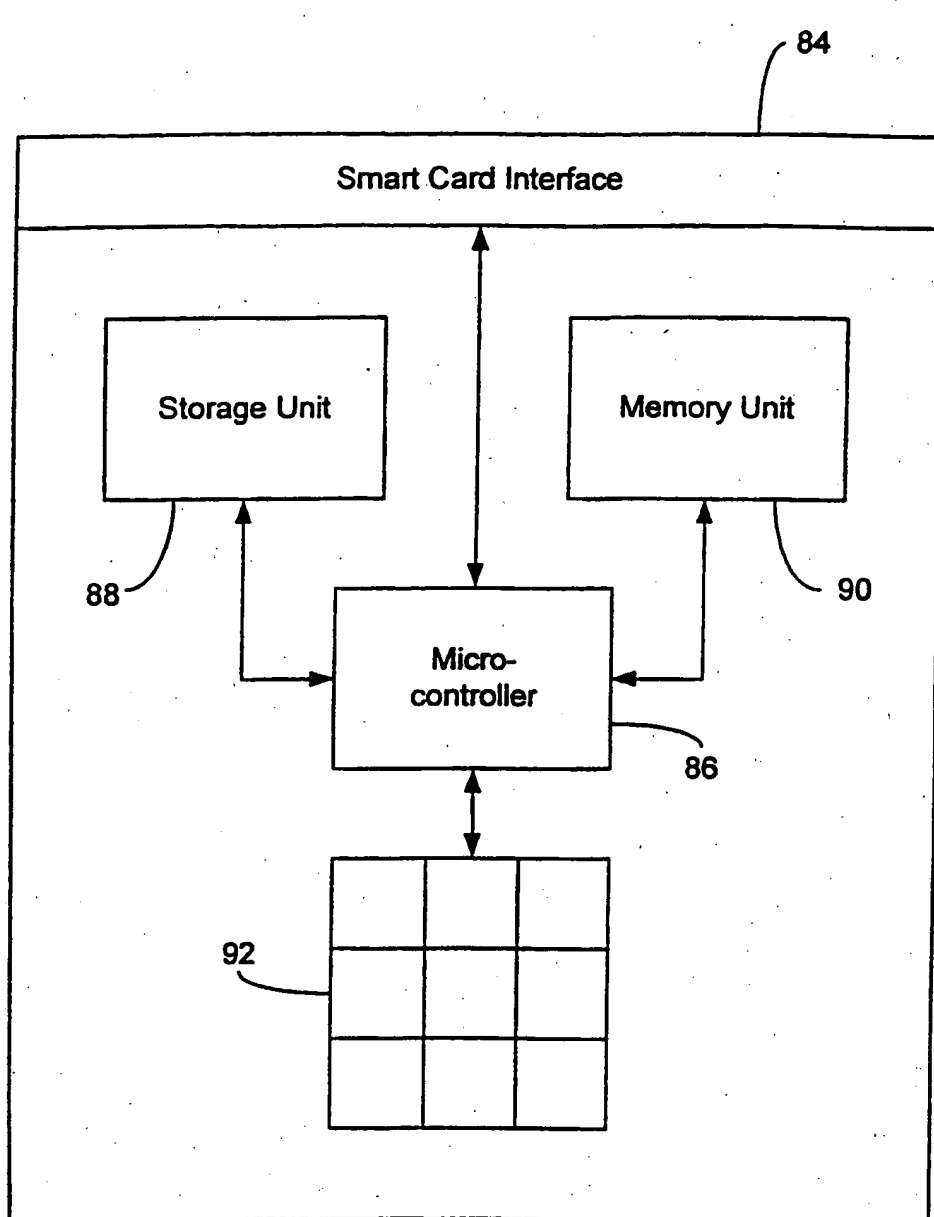 84
Smart Card Interface
Storage Unit
Memory Unit
88
90
Micro-
controller
86
92